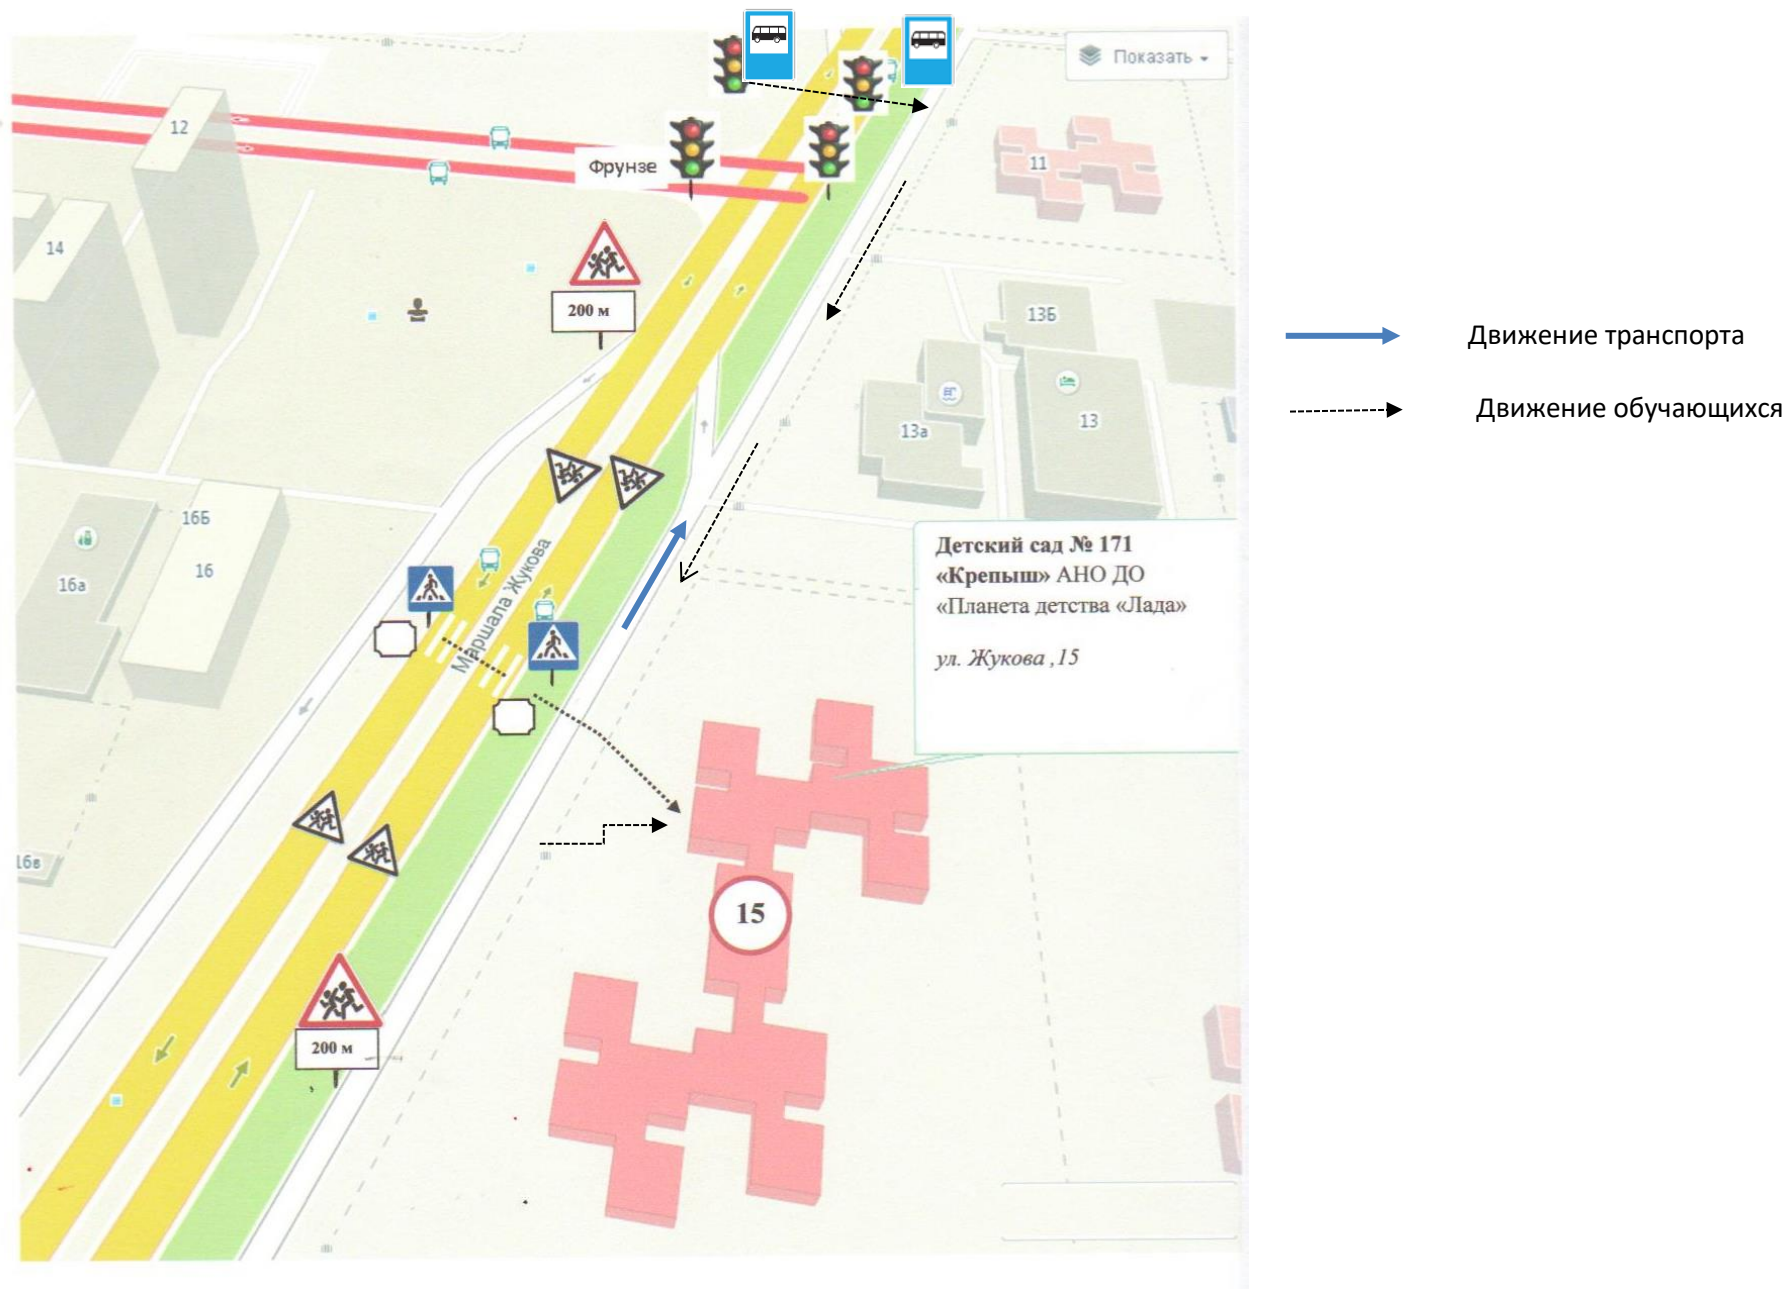 Показать
12
Фрунзе
11
14
200 м
13Б
Движение транспорта
Движение обучающихся
13а
13
16Б
16
16а
Маршала Жукова
Детский сад № 171
«Крепыш» АНО ДО
«Планета детства «Лада»
ул. Жукова ,15
16в
15
200 м